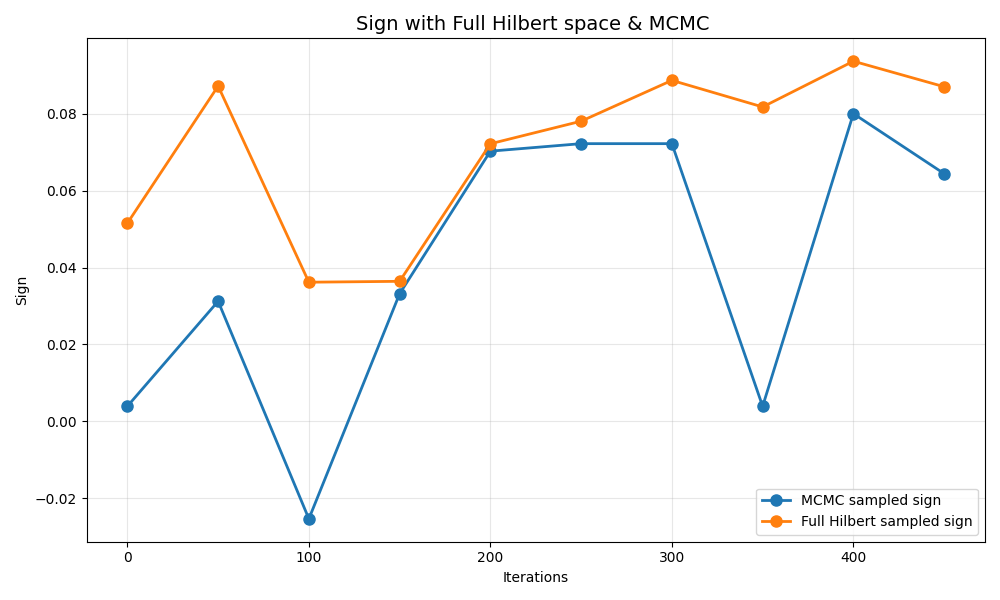 Sign with Full Hilbert space & MCMC
Sign
0.08
0.06
0.04
0.02
0.00
−0.02
0
100
200
300
400
Iterations
MCMC sampled sign
Full Hilbert sampled sign